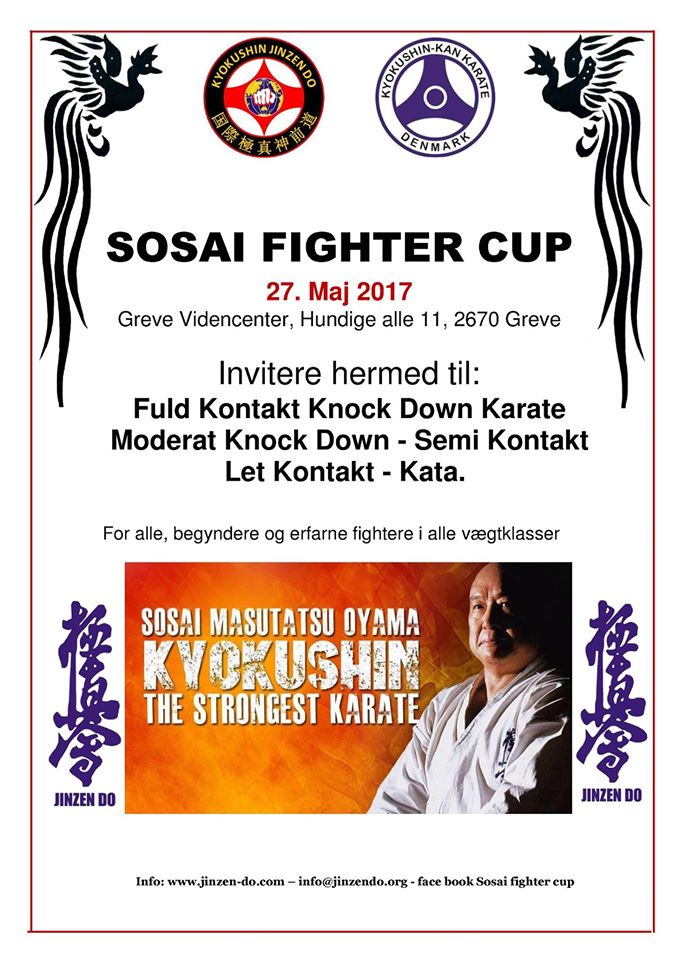 KYOKUSHIN JINZEN DO
国際極真神前道
KYOKUSHIN-KAN KARATE
DENMARK
SOSAI FIGHTER CUP
27. Maj 2017
Greve Videncenter, Hundige alle 11, 2670 Greve
Invitere hermed til:
Fuld Kontakt Knock Down Karate
Moderat Knock Down - Semi Kontakt
Let Kontakt - Kata.
For alle, begyndere og erfarne fightere i alle vægtklasser
SOSAI MASUTATSU OYAMA
KYOKUSHIN
THE STRONGEST KARATE
極真会
JINZEN DO
極真会
JINZEN DO
Info: www.jinzen-do.com – info@jinzendo.org - face book Sosai fighter cup